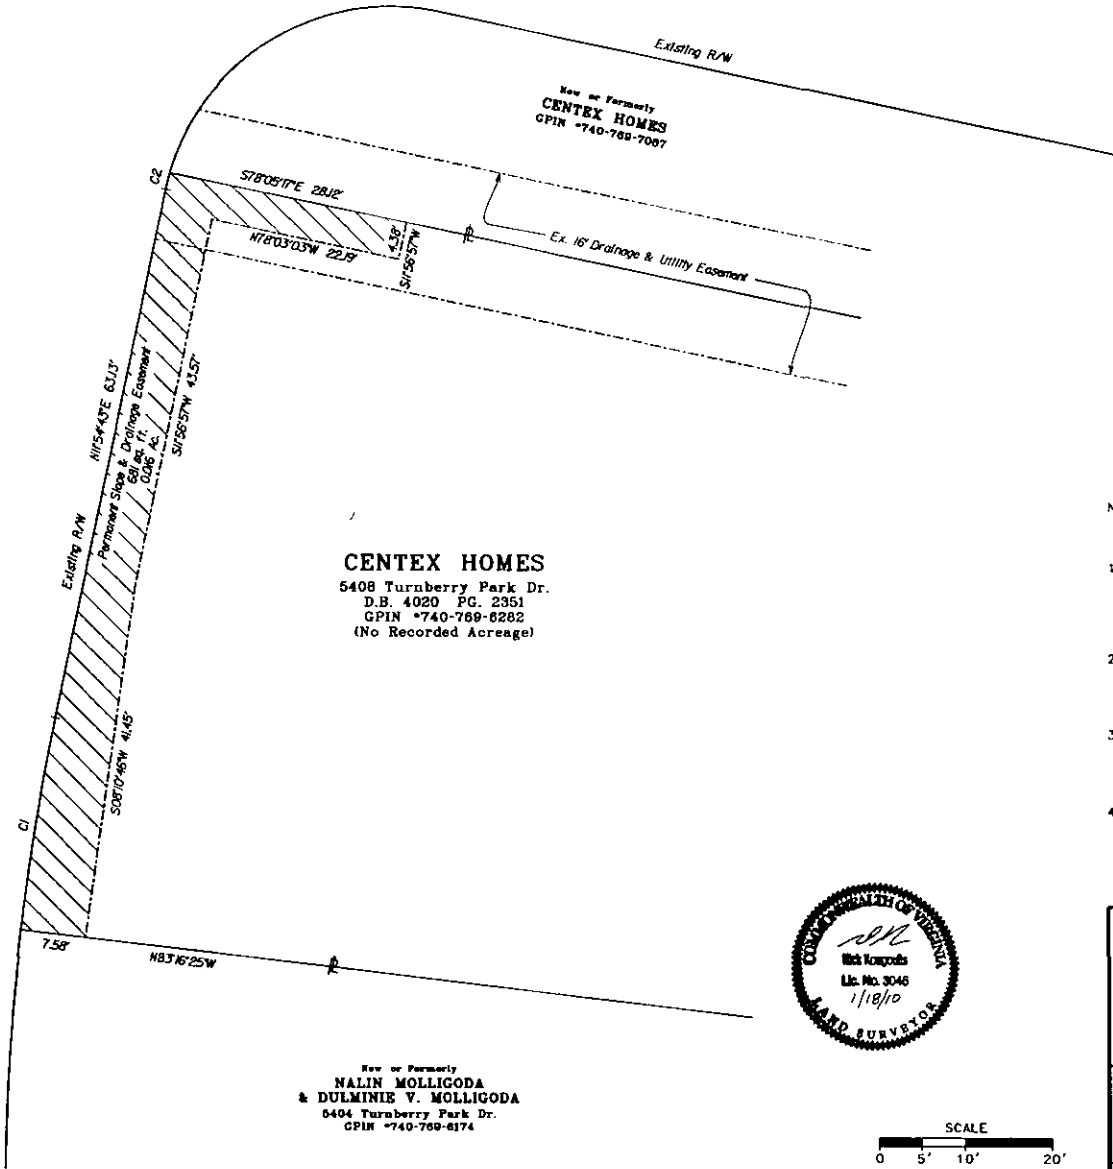 Existing R/W
Now or Formerly
CENTEX HOMES
GPIN *740-769-7067
C2
S78°05'17"E 28.12'
N78°03'03"W 22.19'
4.38'
S11°56'57"W
Ex. 16' Drainage & Utility Easement
N11°54'43"E 63.13'
Permanent Slope & Drainage Easement
681 sq. ft.
0.016 Ac.
S11°56'57"W 43.57'
Existing R/W
CENTEX HOMES
5408 Turnberry Park Dr.
D.B. 4020 PG. 2351
GPIN *740-769-6282
(No Recorded Acreage)
S08°10'46"W 41.45'
C1
7.58'
N83°16'25"W
COMMONWEALTH OF VIRGINIA
Lic. No. 3046
1/18/10
LAND SURVEYOR
Now or Formerly
NALIN MOLLIGODA
& DULMINIE V. MOLLIGODA
5404 Turnberry Park Dr.
GPIN *740-769-6174
SCALE
0 5' 10' 20'
N
2
3
4